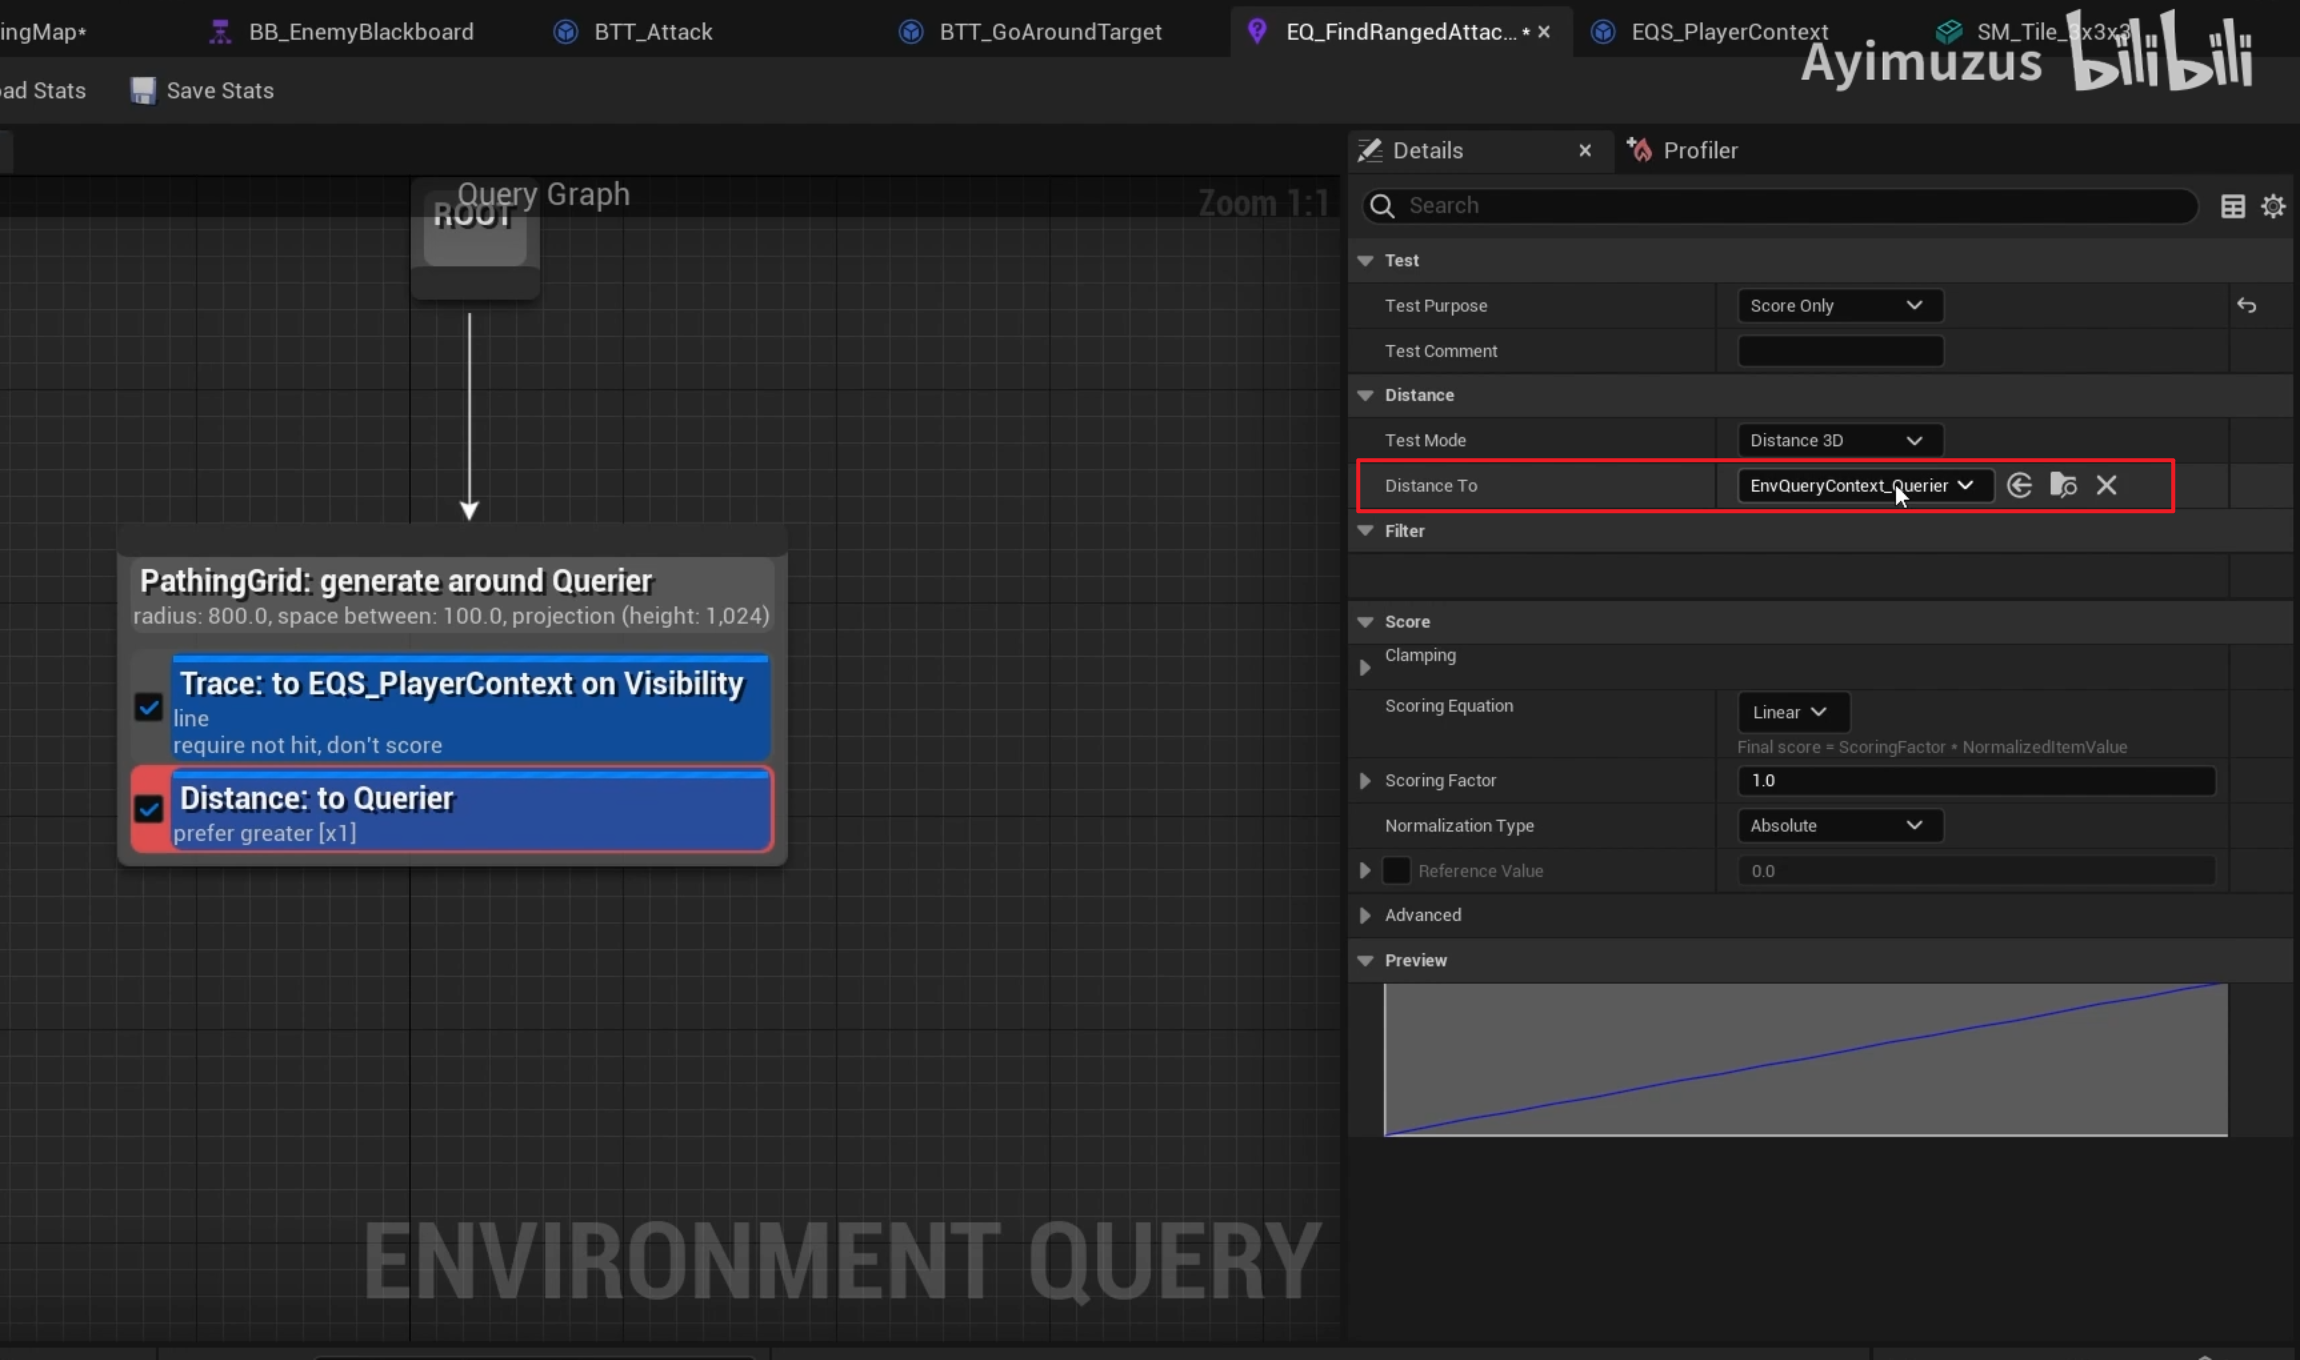 ingMap*
BB_EnemyBlackboard
BTT_Attack
BTT_GoAroundTarget
EQ_FindRangedAttac... *
EQS_PlayerContext
SM_Tile_3x3x3
Ayimuzus bilibili
ad Stats
Save Stats
Query Graph
Zoom 1:1
ROOT
PathingGrid: generate around Querier
radius: 800.0, space between: 100.0, projection (height: 1,024)
Trace: to EQS_PlayerContext on Visibility
line
require not hit, don't score
Distance: to Querier
prefer greater [x1]
ENVIRONMENT QUERY
Details
Profiler
Search
Test
Test Purpose
Score Only
Test Comment
Distance
Test Mode
Distance 3D
Distance To
EnvQueryContext_Querier
Filter
Score
Clamping
Scoring Equation
Linear
Final score = ScoringFactor * NormalizedItemValue
Scoring Factor
1.0
Normalization Type
Absolute
Reference Value
0.0
Advanced
Preview